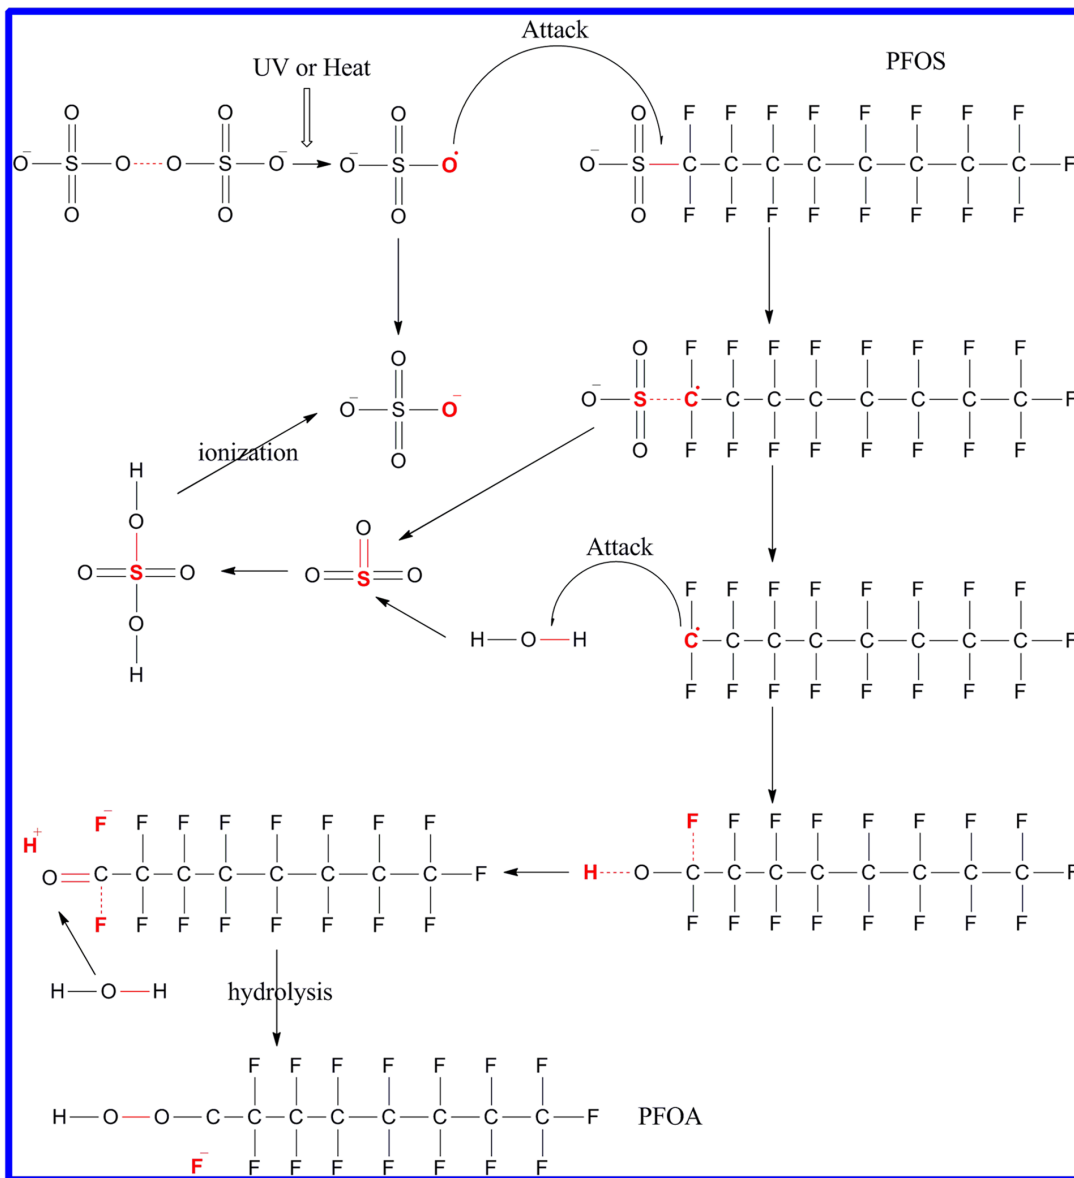 Attack
UV or Heat
PFOS
O O O F F F F F F F F
O⁻ S O O S O⁻ O⁻ S O• O⁻ S C C C C C C C C F
O O O O F F F F F F F F
O O F F F F F F F F
O⁻ S O⁻ O⁻ S C• C C C C C C C F
O O F F F F F F F F
ionization
H
O O
Attack
O S O O S O
F F F F F F F F
O H O H C• C C C C C C C F
H F F F F F F F F
F⁻ F F F F F F F F F F F F F F F
H⁺
O C C C C C C C C F H O C C C C C C C C F
F F F F F F F F F F F F F F F F
H O H
hydrolysis
F F F F F F F
H O O C C C C C C C C F PFOA
F⁻ F F F F F F F